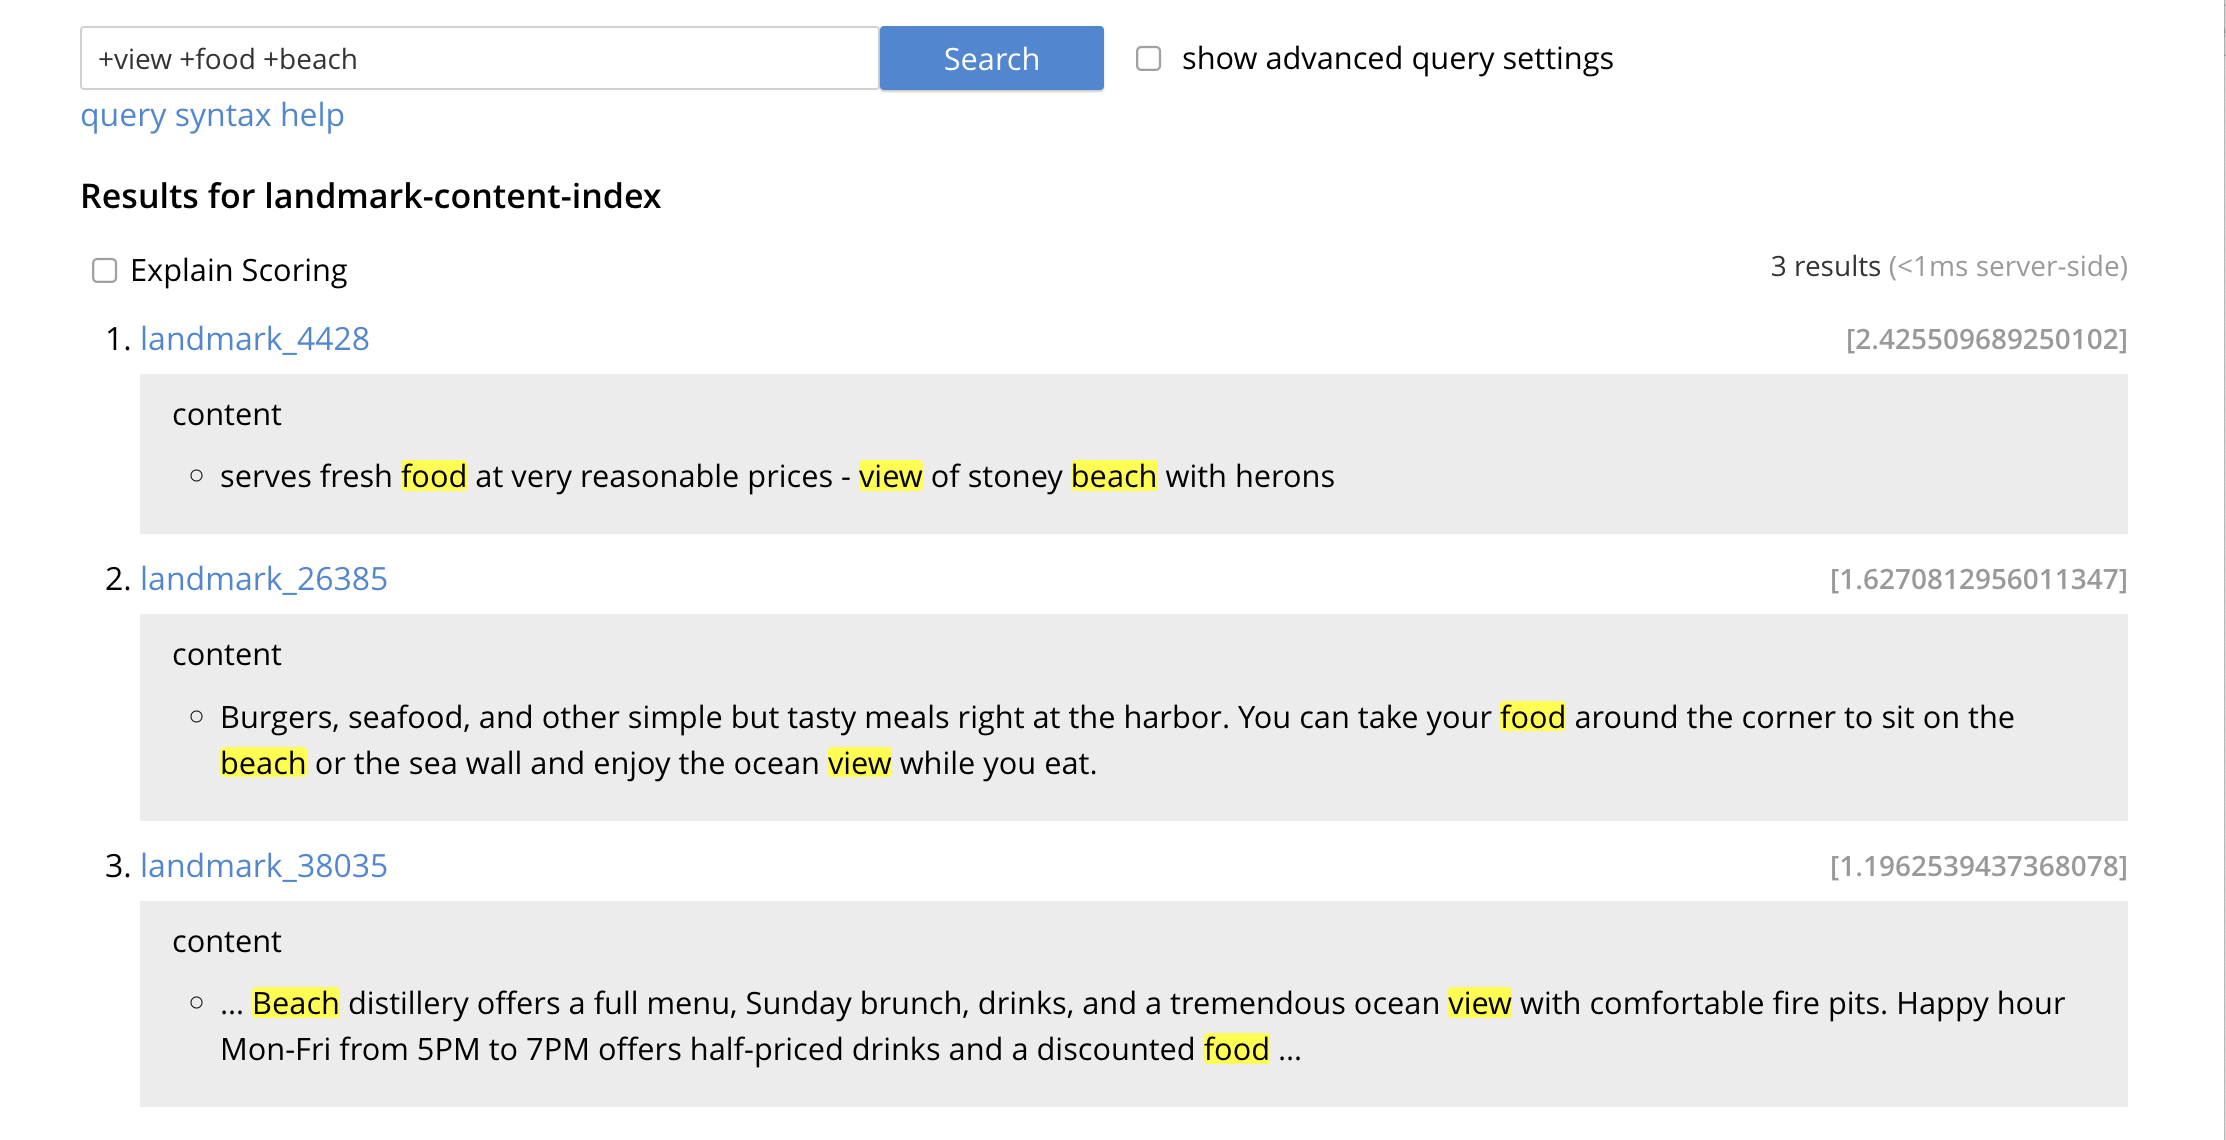 +view +food +beach
Search
show advanced query settings
query syntax help
Results for landmark-content-index
Explain Scoring
3 results (<1ms server-side)
1. landmark_4428
[2.425509689250102]
content
serves fresh food at very reasonable prices - view of stoney beach with herons
2. landmark_26385
[1.6270812956011347]
content
Burgers, seafood, and other simple but tasty meals right at the harbor. You can take your food around the corner to sit on the
beach or the sea wall and enjoy the ocean view while you eat.
3. landmark_38035
[1.1962539437368078]
content
... Beach distillery offers a full menu, Sunday brunch, drinks, and a tremendous ocean view with comfortable fire pits. Happy hour
Mon-Fri from 5PM to 7PM offers half-priced drinks and a discounted food ...